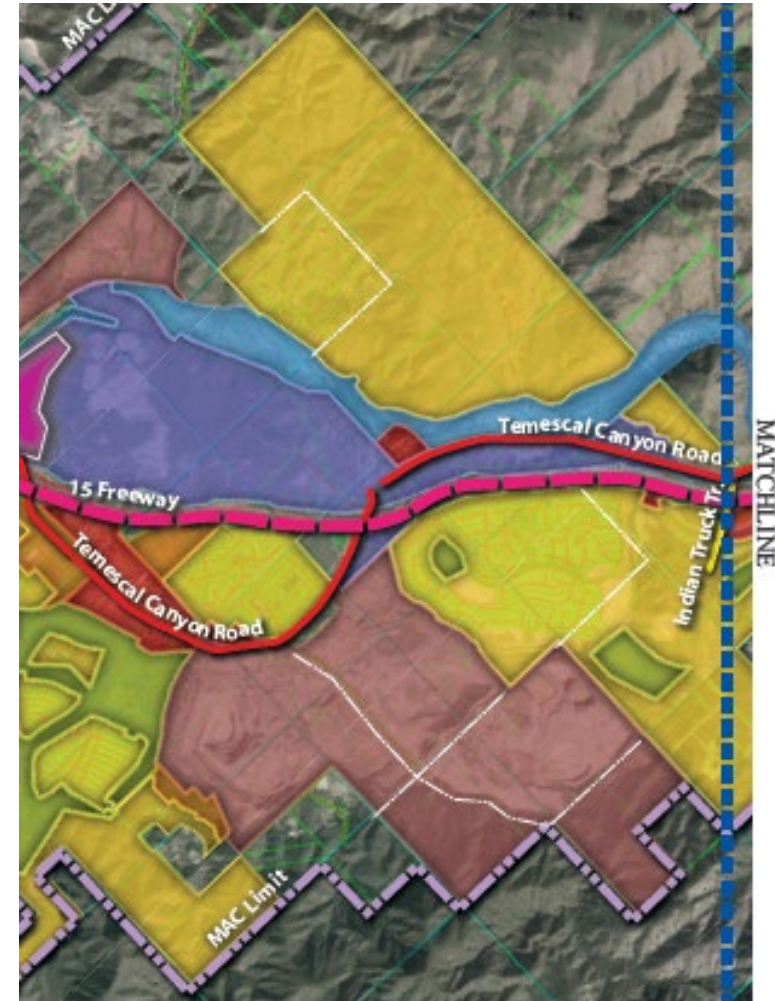 MAC L
Temescal Canyon Road
MATCHLINE
15 Freeway
Indian Truck Tr
Temescal Canyon Road
MAC Limit